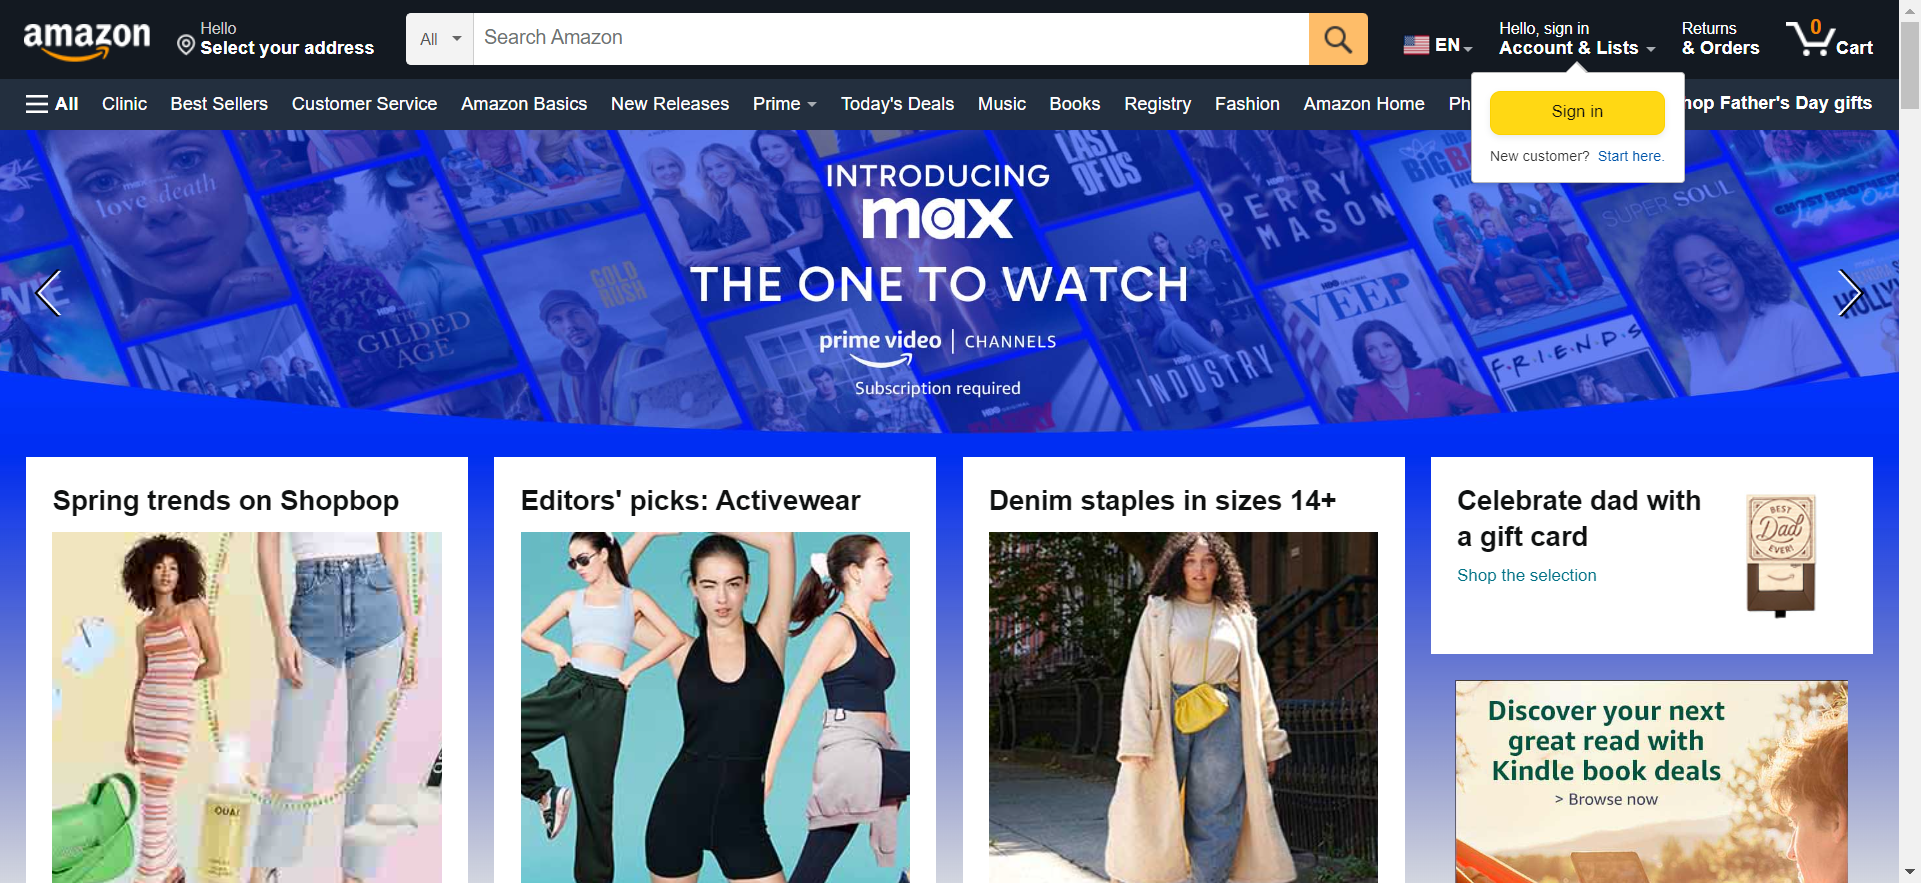 amazon
Hello
Select your address
All
Search Amazon
EN
Hello, sign in
Account & Lists
Returns
& Orders
0
Cart
All
Clinic
Best Sellers
Customer Service
Amazon Basics
New Releases
Prime
Today's Deals
Music
Books
Registry
Fashion
Amazon Home
Ph
hop Father's Day gifts
Sign in
New customer? Start here.
INTRODUCING
max
THE ONE TO WATCH
prime video | CHANNELS
Subscription required
love death
THE GILDED
AGE
GOLD
RUSH
LAST
OF US
PERRY
MASON
INDUSTRY
VEEP
BIG
THE
F·R·I·E·N·D·S
SUPER SOUL
Spring trends on Shopbop
OUAI
Editors' picks: Activewear
Denim staples in sizes 14+
Celebrate dad with
a gift card
Shop the selection
BEST
Dad
EVER!
Discover your next
great read with
Kindle book deals
> Browse now